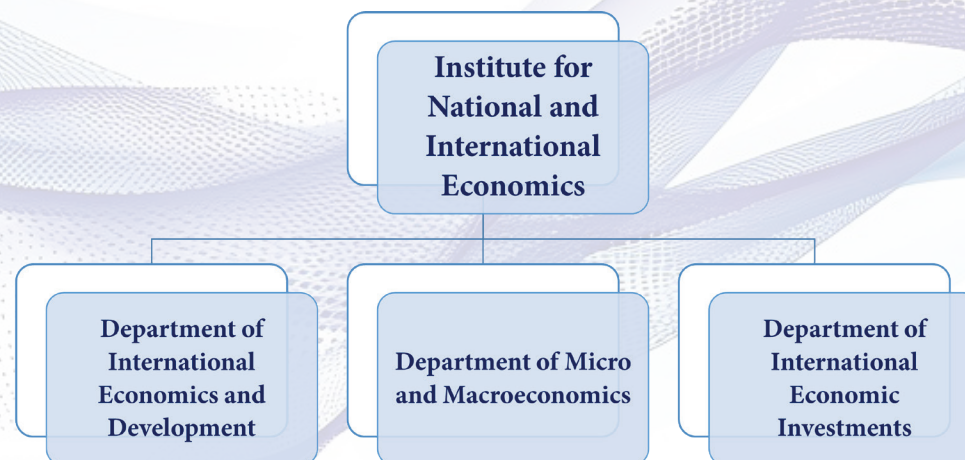 Institute for
National and
International
Economics
Department of
International
Economics and
Development
Department of Micro
and Macroeconomics
Department of
International
Economic
Investments